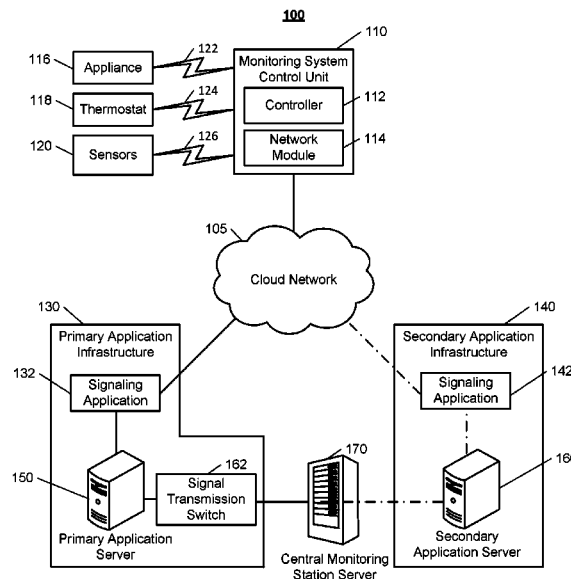 100
110
122
116
Appliance
Monitoring System
Control Unit
124
118
Thermostat
Controller
112
126
120
Sensors
Network
Module
114
105
Cloud Network
130
140
Primary Application
Infrastructure
Secondary Application
Infrastructure
132
Signaling
Application
Signaling
Application
142
170
162
150
Signal
Transmission
Switch
160
Primary Application
Server
Central Monitoring
Station Server
Secondary
Application Server